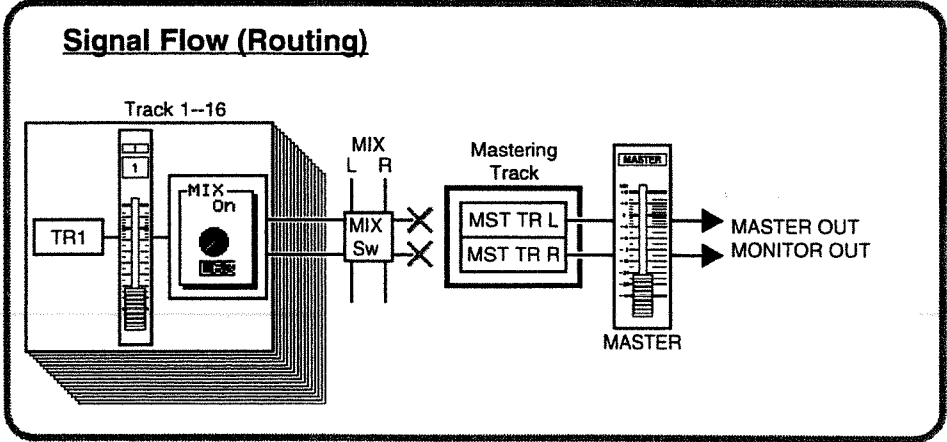 Signal Flow (Routing)
Track 1--16
1
TR1
MIX
On
MIX
L R
MIX
Sw
Mastering
Track
MST TR L
MST TR R
MASTER
MASTER OUT
MONITOR OUT
MASTER